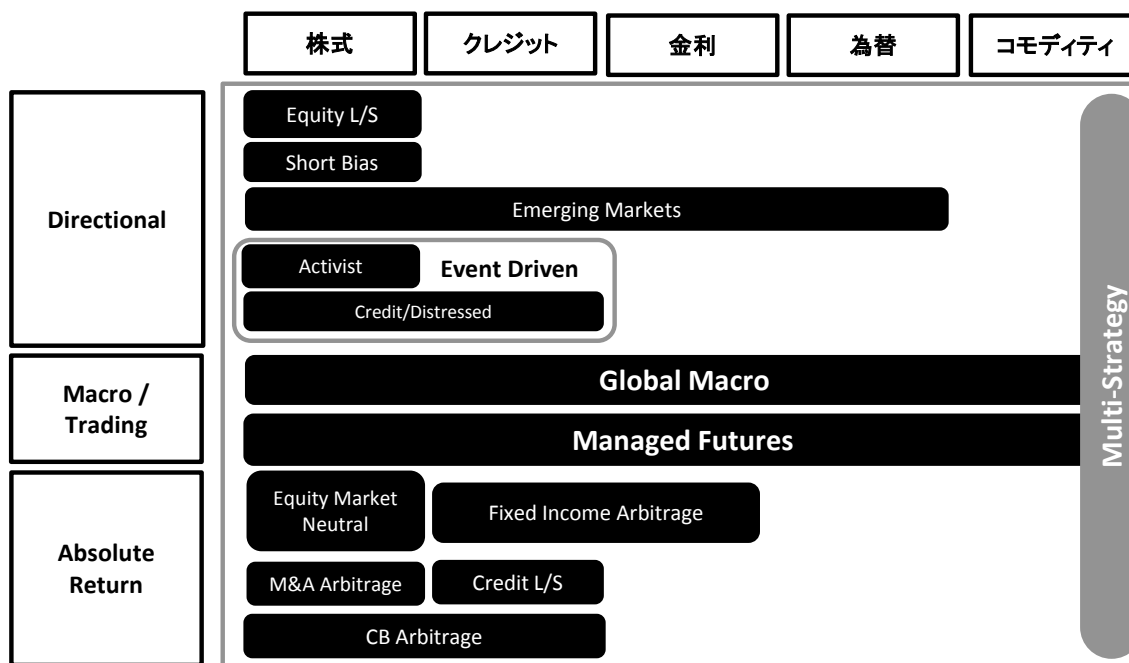 株式
クレジット
金利
為替
コモディティ
Directional
Equity L/S
Short Bias
Emerging Markets
Activist
Event Driven
Credit/Distressed
Macro /
Trading
Global Macro
Managed Futures
Absolute
Return
Equity Market
Neutral
Fixed Income Arbitrage
M&A Arbitrage
Credit L/S
CB Arbitrage
Multi-Strategy